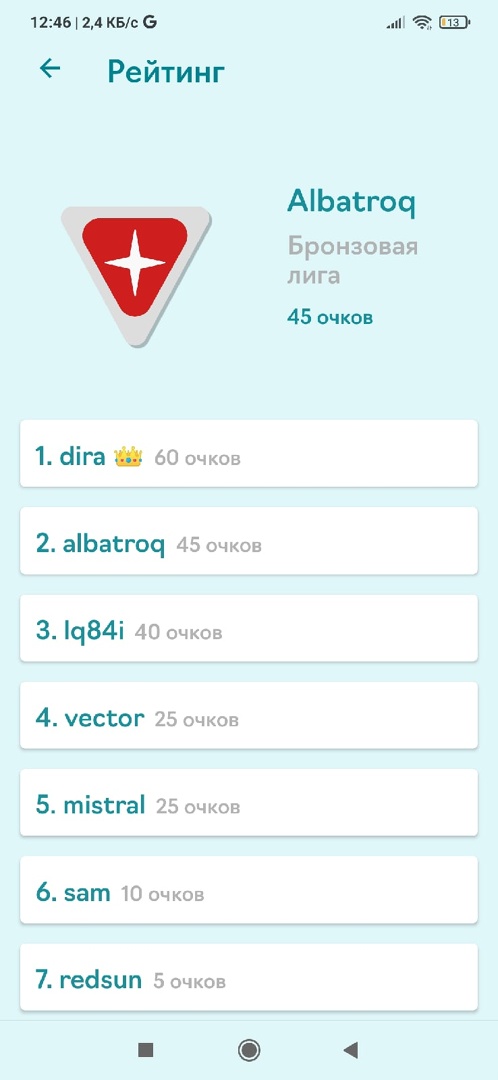 12:46 | 2,4 КБ/с G 13
Рейтинг
Albatroq
Бронзовая
лига
45 очков
1. dira 👑 60 очков
2. albatroq 45 очков
3. lq84i 40 очков
4. vector 25 очков
5. mistral 25 очков
6. sam 10 очков
7. redsun 5 очков